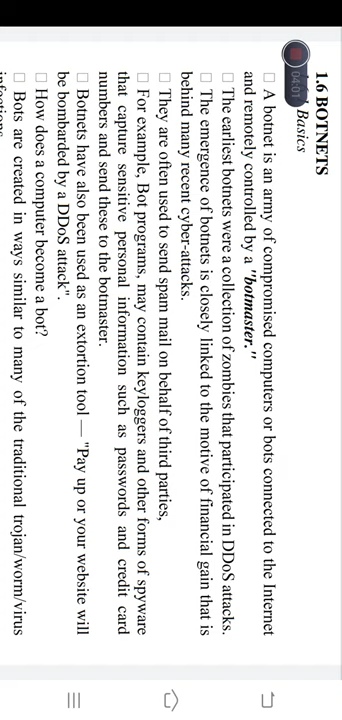 1.6 BOTNETS
04:01
Basics
□ A botnet is an army of compromised computers or bots connected to the Internet
and remotely controlled by a "botmaster."
□ The earliest botnets were a collection of zombies that participated in DDoS attacks.
□ The emergence of botnets is closely linked to the motive of financial gain that is
behind many recent cyber-attacks.
□ They are often used to send spam mail on behalf of third parties,
□ For example, Bot programs, may contain keyloggers and other forms of spyware
that capture sensitive personal information such as passwords and credit card
numbers and send these to the botmaster.
□ Botnets have also been used as an extortion tool — "Pay up or your website will
be bombarded by a DDoS attack".
□ How does a computer become a bot?
□ Bots are created in ways similar to many of the traditional trojan/worm/virus